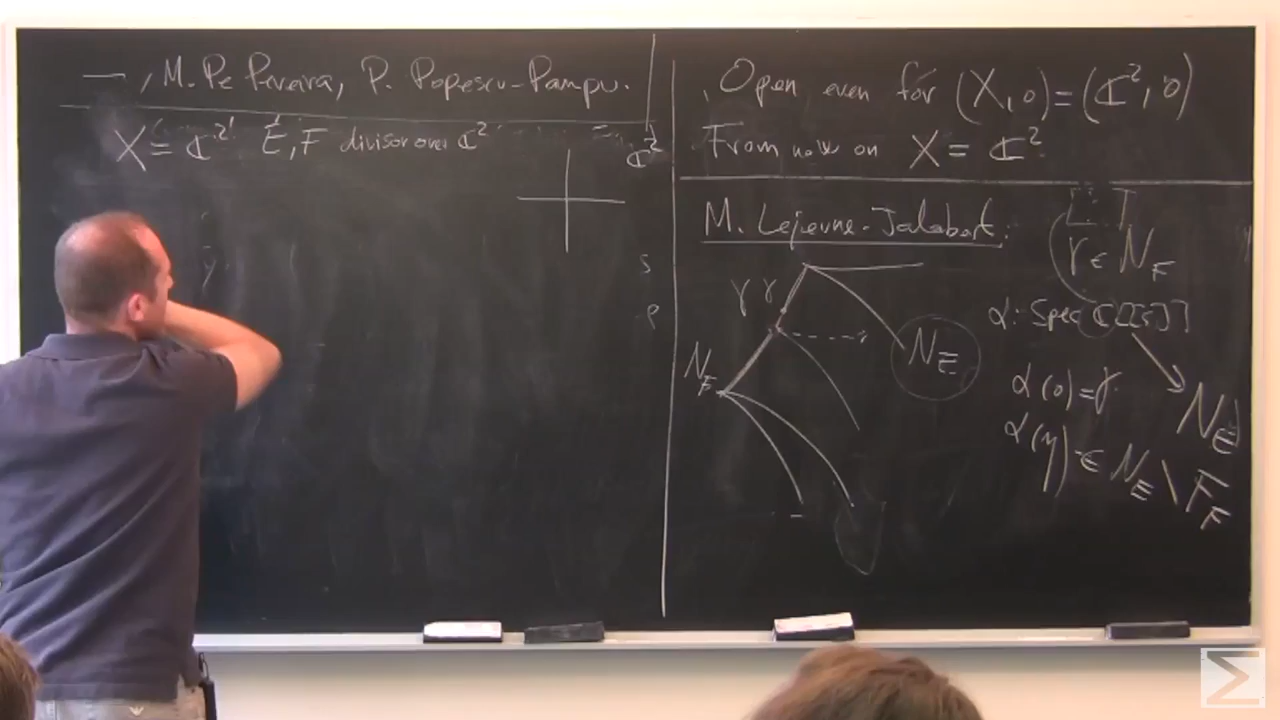 —, M. Pe Pereira, P. Popescu-Pampu.
X = ℂ² E, F divisor over ℂ²
ℂ²
Open even for (X, 0) = (ℂ², 0)
From now on X = ℂ²
M. Lejeune-Jalabert.
γ ∈ N_F
γ γ
α: Spec ℂ[[s]]
N_E
N_F
α(0) = γ
N_E
α(η) ∈ N_E \ F_F
Σ